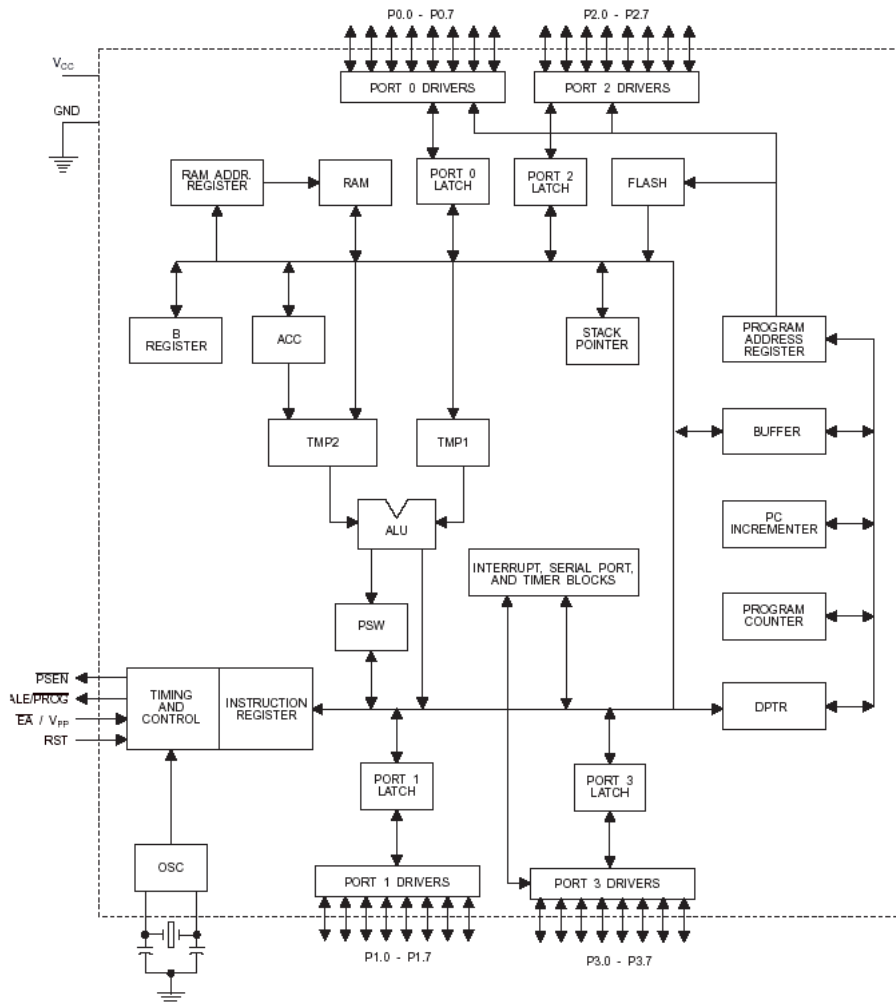 P0.0 - P0.7
P2.0 - P2.7
VCC
GND
PORT 0 DRIVERS
PORT 2 DRIVERS
RAM ADDR.
REGISTER
RAM
PORT 0
LATCH
PORT 2
LATCH
FLASH
B
REGISTER
ACC
STACK
POINTER
PROGRAM
ADDRESS
REGISTER
TMP2
TMP1
BUFFER
ALU
PC
INCREMENTER
INTERRUPT, SERIAL PORT,
AND TIMER BLOCKS
PSW
PROGRAM
COUNTER
PSEN
ALE/PROG
EA / VPP
RST
TIMING
AND
CONTROL
INSTRUCTION
REGISTER
DPTR
PORT 1
LATCH
PORT 3
LATCH
OSC
PORT 1 DRIVERS
PORT 3 DRIVERS
P1.0 - P1.7
P3.0 - P3.7